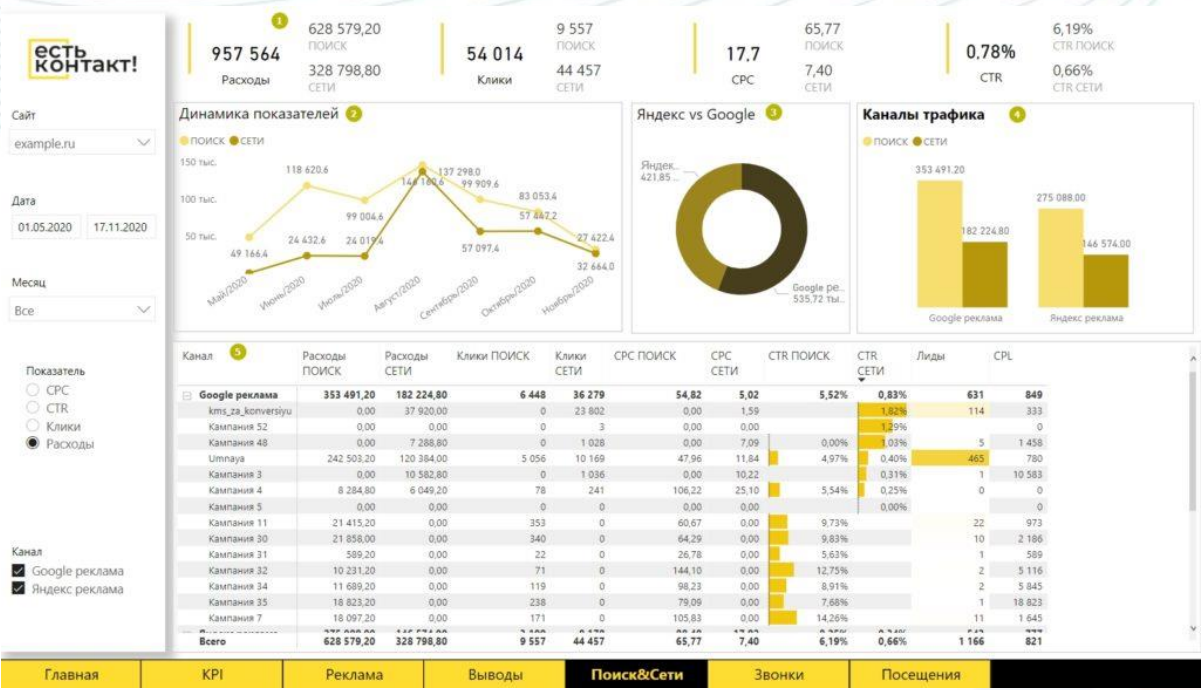 есть
контакт!
Сайт
example.ru
Дата
01.05.2020 17.11.2020
Месяц
Все
Показатель
CPC
CTR
Клики
Расходы
Канал
Google реклама
Яндекс реклама
1
957 564
Расходы
628 579,20
ПОИСК
328 798,80
СЕТИ
54 014
Клики
9 557
ПОИСК
44 457
СЕТИ
17,7
CPC
65,77
ПОИСК
7,40
СЕТИ
0,78%
CTR
6,19%
CTR ПОИСК
0,66%
CTR СЕТИ
Динамика показателей 2
ПОИСК СЕТИ
150 тыс.
100 тыс.
50 тыс.
49 166,4
118 620,6
99 004,6
24 432,6
24 019,4
137 298,0
99 909,6
57 097,4
83 053,4
57 447,2
27 422,4
32 664,0
Май/2020
Июнь/2020
Июль/2020
Август/2020
Сентябрь/2020
Октябрь/2020
Ноябрь/2020
Яндекс vs Google 3
Яндек...
421,85 ...
Google ре...
535,72 ты...
Каналы трафика 4
ПОИСК СЕТИ
353 491,20
182 224,80
275 088,00
146 574,00
Google реклама
Яндекс реклама
5
Канал Расходы ПОИСК Расходы СЕТИ Клики ПОИСК Клики СЕТИ CPC ПОИСК CPC СЕТИ CTR ПОИСК CTR СЕТИ Лиды CPL
Google реклама 353 491,20 182 224,80 6 448 36 279 54,82 5,02 5,52% 0,83% 631 849
kms_za_konversiyu 0,00 37 920,00 0 23 802 0,00 1,59 1,82% 114 333
Кампания 52 0,00 0,00 0 3 0,00 0,00 1,29% 0
Кампания 48 0,00 7 288,80 0 1 028 0,00 7,09 0,00% 1,03% 5 1 458
Umnaya 242 503,20 120 384,00 5 056 10 169 47,96 11,84 4,97% 0,40% 465 780
Кампания 3 0,00 10 582,80 0 1 036 0,00 10,22 0,31% 1 10 583
Кампания 4 8 284,80 6 049,20 78 241 106,22 25,10 5,54% 0,25% 0 0
Кампания 5 0,00 0,00 0 0 0,00 0,00 0,00% 0
Кампания 11 21 415,20 0,00 353 0 60,67 0,00 9,73% 22 973
Кампания 30 21 858,00 0,00 340 0 64,29 0,00 9,83% 10 2 186
Кампания 31 589,20 0,00 22 0 26,78 0,00 5,63% 1 589
Кампания 32 10 231,20 0,00 71 0 144,10 0,00 12,75% 2 5 116
Кампания 34 11 689,20 0,00 119 0 98,23 0,00 8,91% 2 5 845
Кампания 35 18 823,20 0,00 238 0 79,09 0,00 7,68% 1 18 823
Кампания 7 18 097,20 0,00 171 0 105,83 0,00 14,26% 11 1 645
Всего 628 579,20 328 798,80 9 557 44 457 65,77 7,40 6,19% 0,66% 1 166 821
Главная KPI Реклама Выводы Поиск&Сети Звонки Посещения